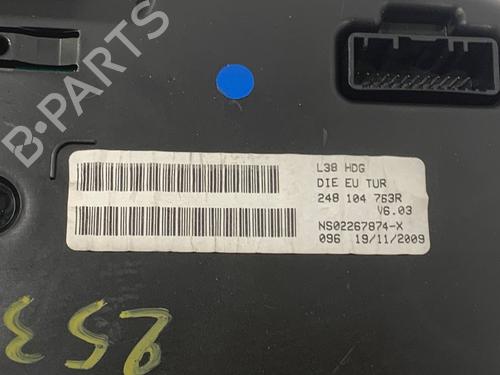 B-PARTS
L38 HDG
DIE EU TUR
248 104 763R
V6.03
NS02267874-X
096 19/11/2009
253